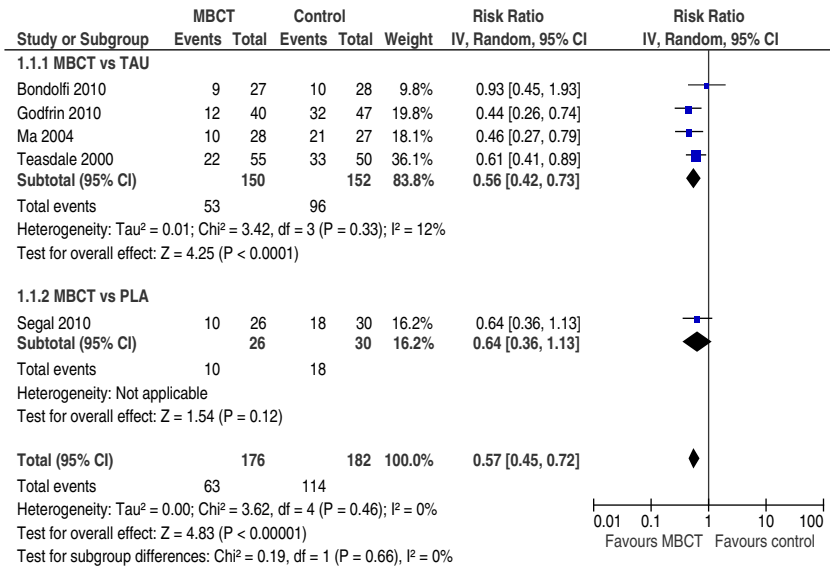 MBCT Control Risk Ratio Risk Ratio
Study or Subgroup Events Total Events Total Weight IV, Random, 95% CI IV, Random, 95% CI
1.1.1 MBCT vs TAU
Bondolfi 2010 9 27 10 28 9.8% 0.93 [0.45, 1.93]
Godfrin 2010 12 40 32 47 19.8% 0.44 [0.26, 0.74]
Ma 2004 10 28 21 27 18.1% 0.46 [0.27, 0.79]
Teasdale 2000 22 55 33 50 36.1% 0.61 [0.41, 0.89]
Subtotal (95% CI) 150 152 83.8% 0.56 [0.42, 0.73]
Total events 53 96
Heterogeneity: Tau² = 0.01; Chi² = 3.42, df = 3 (P = 0.33); I² = 12%
Test for overall effect: Z = 4.25 (P < 0.0001)
1.1.2 MBCT vs PLA
Segal 2010 10 26 18 30 16.2% 0.64 [0.36, 1.13]
Subtotal (95% CI) 26 30 16.2% 0.64 [0.36, 1.13]
Total events 10 18
Heterogeneity: Not applicable
Test for overall effect: Z = 1.54 (P = 0.12)
Total (95% CI) 176 182 100.0% 0.57 [0.45, 0.72]
Total events 63 114
Heterogeneity: Tau² = 0.00; Chi² = 3.62, df = 4 (P = 0.46); I² = 0%
Test for overall effect: Z = 4.83 (P < 0.00001)
Test for subgroup differences: Chi² = 0.19, df = 1 (P = 0.66), I² = 0%
0.01 0.1 1 10 100
Favours MBCT Favours control